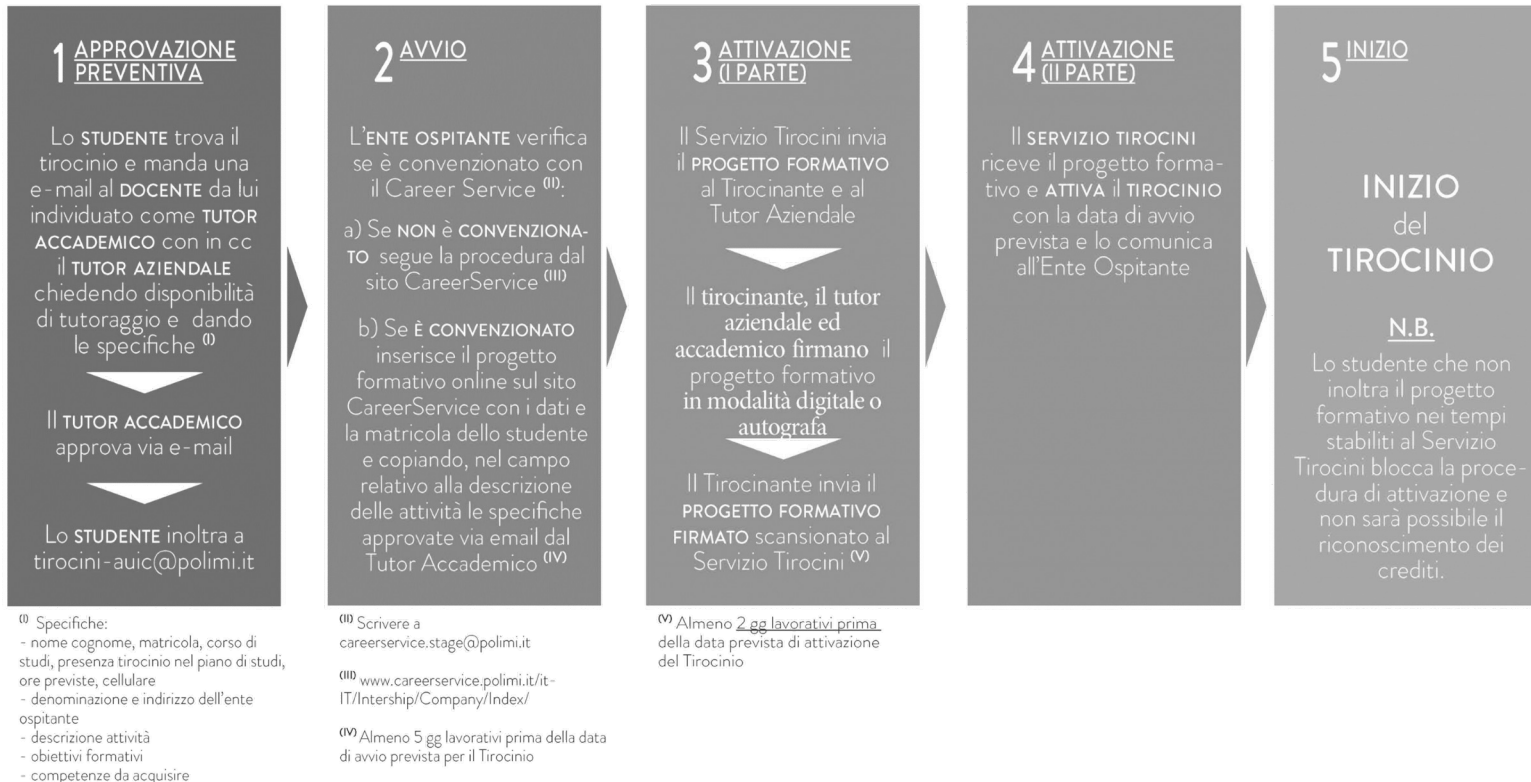 1 APPROVAZIONE
PREVENTIVA
Lo STUDENTE trova il
tirocinio e manda una
e-mail al DOCENTE da lui
individuato come TUTOR
ACCADEMICO con in cc
il TUTOR AZIENDALE
chiedendo disponibilità
di tutoraggio e dando
le specifiche (I)
Il TUTOR ACCADEMICO
approva via e-mail
Lo STUDENTE inoltra a
tirocini-auic@polimi.it
(I) Specifiche:
- nome cognome, matricola, corso di
studi, presenza tirocinio nel piano di studi,
ore previste, cellulare
- denominazione e indirizzo dell'ente
ospitante
- descrizione attività
- obiettivi formativi
- competenze da acquisire
2 AVVIO
L'ENTE OSPITANTE verifica
se è convenzionato con
il Career Service (II):
a) Se NON è CONVENZIONA-
TO segue la procedura dal
sito CareerService (III)
b) Se È CONVENZIONATO
inserisce il progetto
formativo online sul sito
CareerService con i dati e
la matricola dello studente
e copiando, nel campo
relativo alla descrizione
delle attività le specifiche
approvate via email dal
Tutor Accademico (IV)
(II) Scrivere a
careerservice.stage@polimi.it
(III) www.careerservice.polimi.it/it-
IT/Intership/Company/Index/
(IV) Almeno 5 gg lavorativi prima della data
di avvio prevista per il Tirocinio
3 ATTIVAZIONE
(I PARTE)
Il Servizio Tirocini invia
il PROGETTO FORMATIVO
al Tirocinante e al
Tutor Aziendale
Il tirocinante, il tutor
aziendale ed
accademico firmano il
progetto formativo
in modalità digitale o
autografa
Il Tirocinante invia il
PROGETTO FORMATIVO
FIRMATO scansionato al
Servizio Tirocini (V)
(V) Almeno 2 gg lavorativi prima
della data prevista di attivazione
del Tirocinio
4 ATTIVAZIONE
(II PARTE)
Il SERVIZIO TIROCINI
riceve il progetto forma-
tivo e ATTIVA il TIROCINIO
con la data di avvio
prevista e lo comunica
all'Ente Ospitante
5 INIZIO
INIZIO
del
TIROCINIO
N.B.
Lo studente che non
inoltra il progetto
formativo nei tempi
stabiliti al Servizio
Tirocini blocca la proce-
dura di attivazione e
non sarà possibile il
riconoscimento dei
crediti.